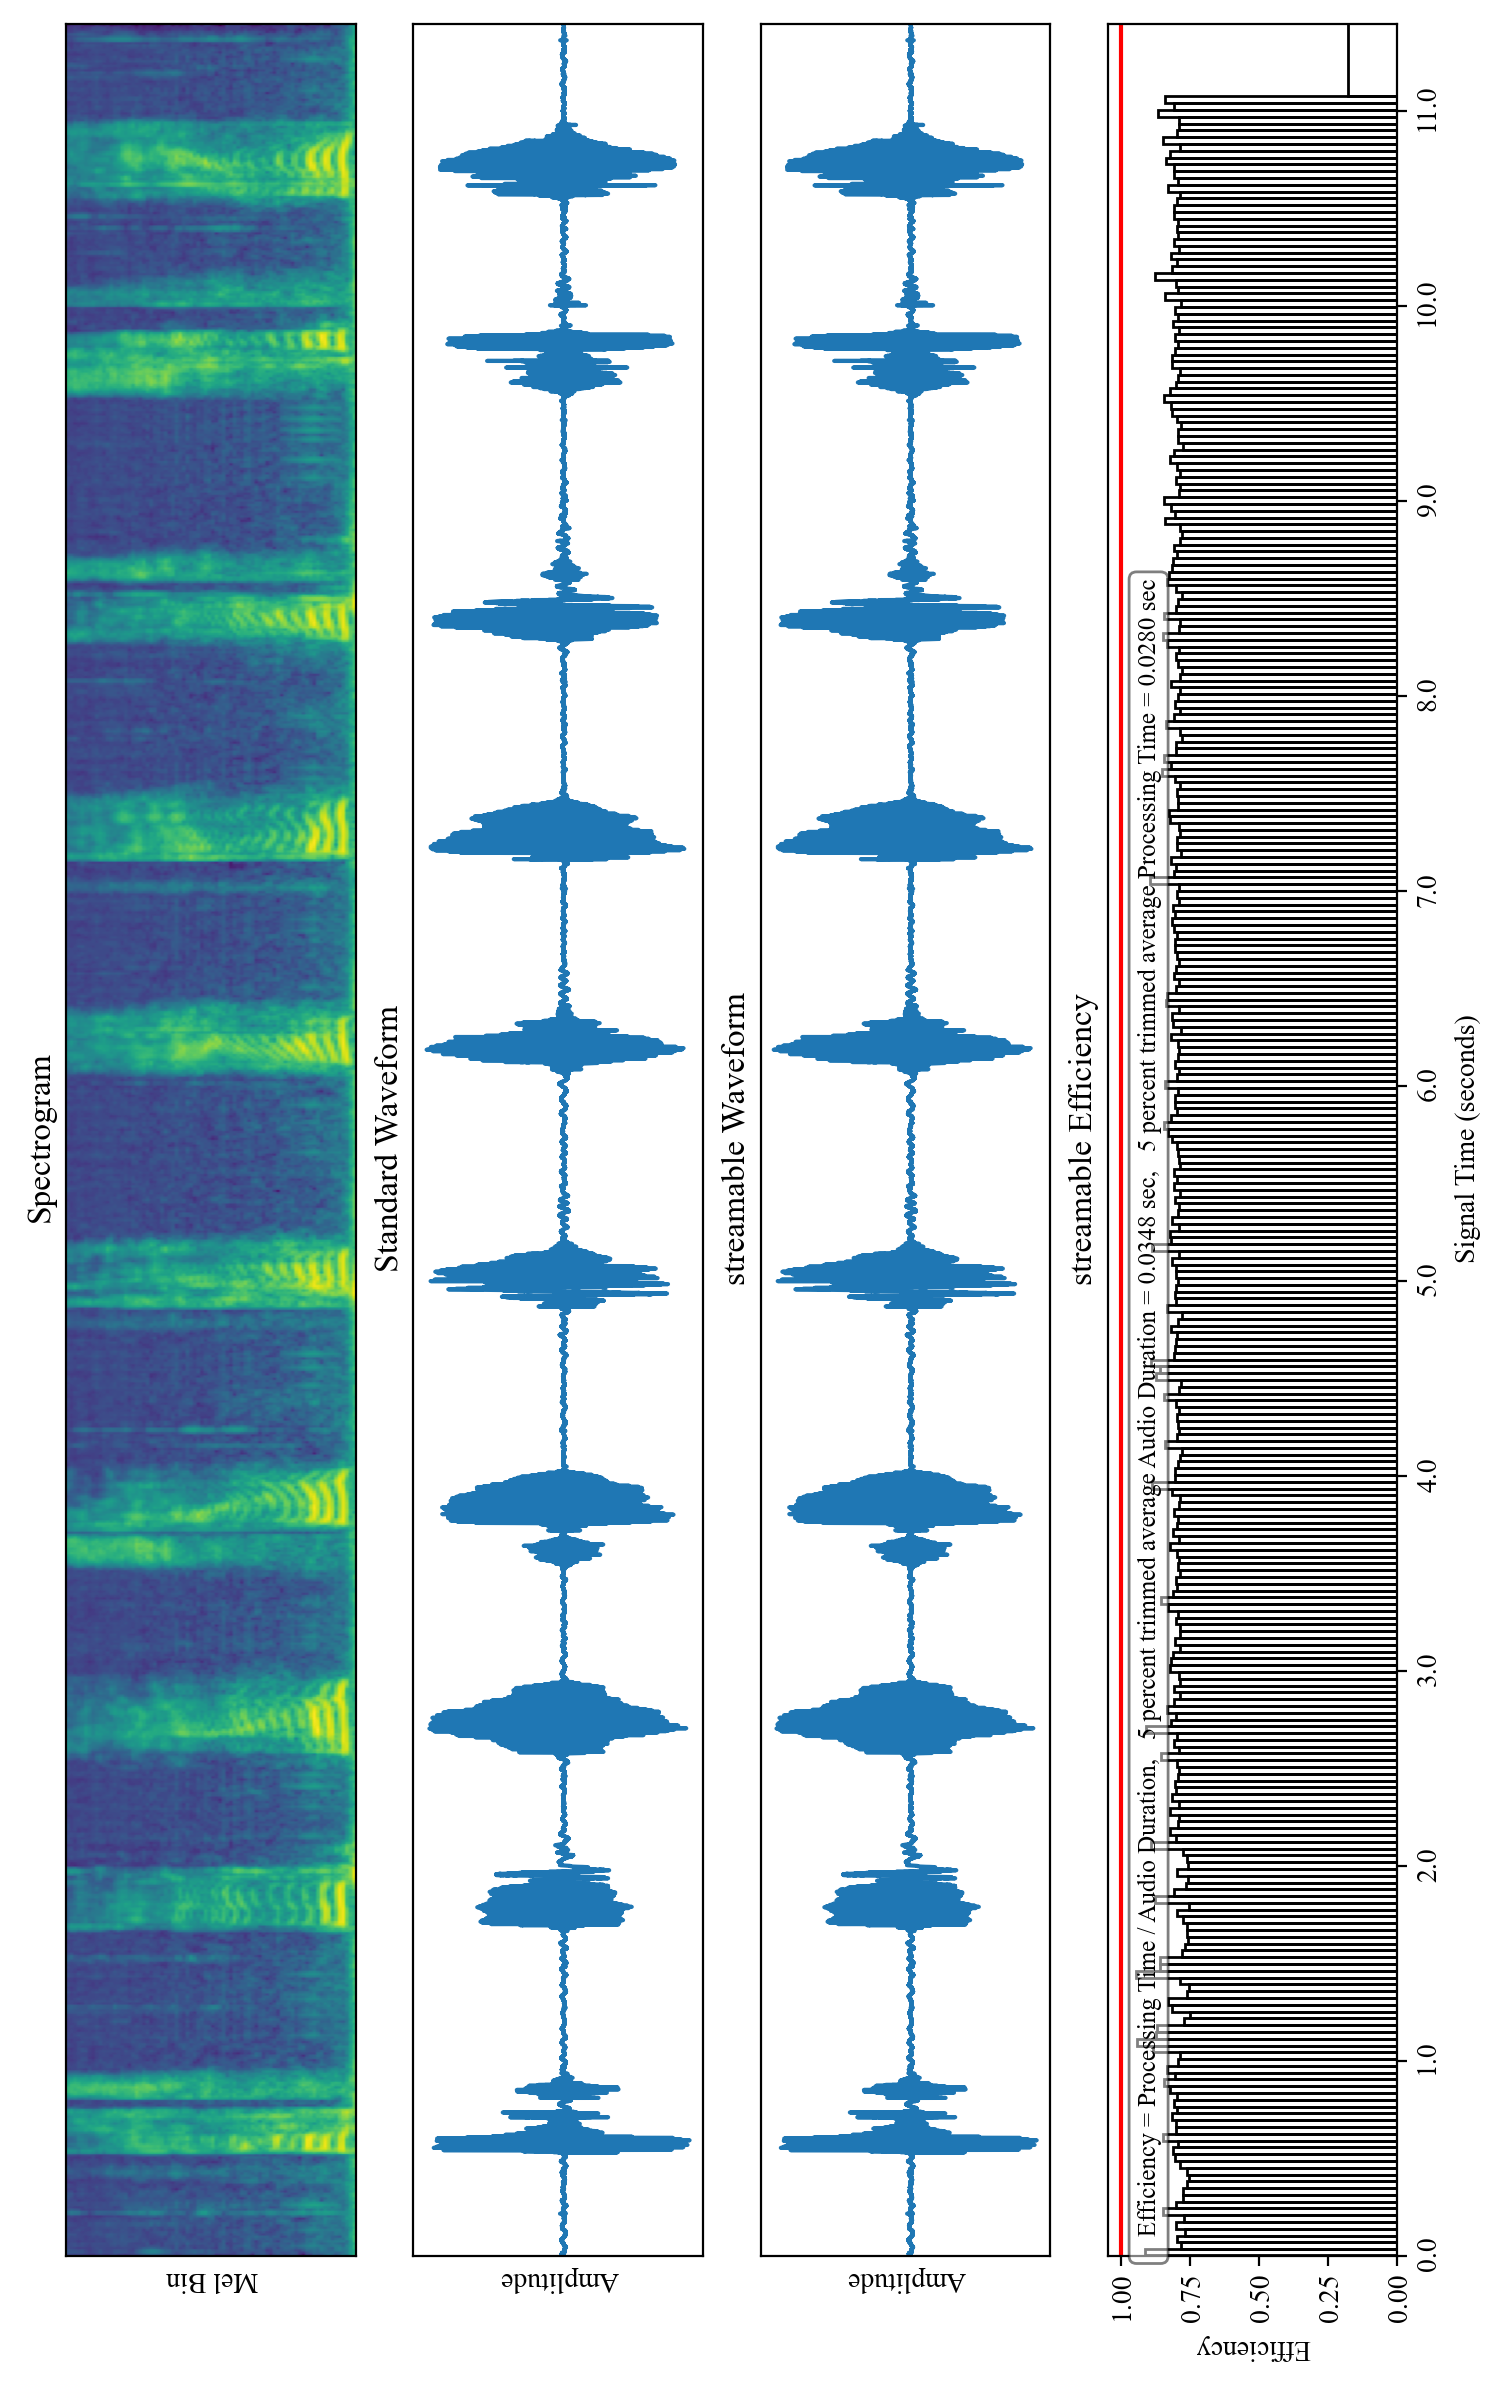 Spectrogram
Mel Bin
Standard Waveform
Amplitude
streamable Waveform
Amplitude
streamable Efficiency
Efficiency = Processing Time / Audio Duration,   5 percent trimmed average Audio Duration = 0.0348 sec,   5 percent trimmed average Processing Time = 0.0280 sec
1.00
0.75
0.50
0.25
0.00
Efficiency
0.0 1.0 2.0 3.0 4.0 5.0 6.0 7.0 8.0 9.0 10.0 11.0
Signal Time (seconds)